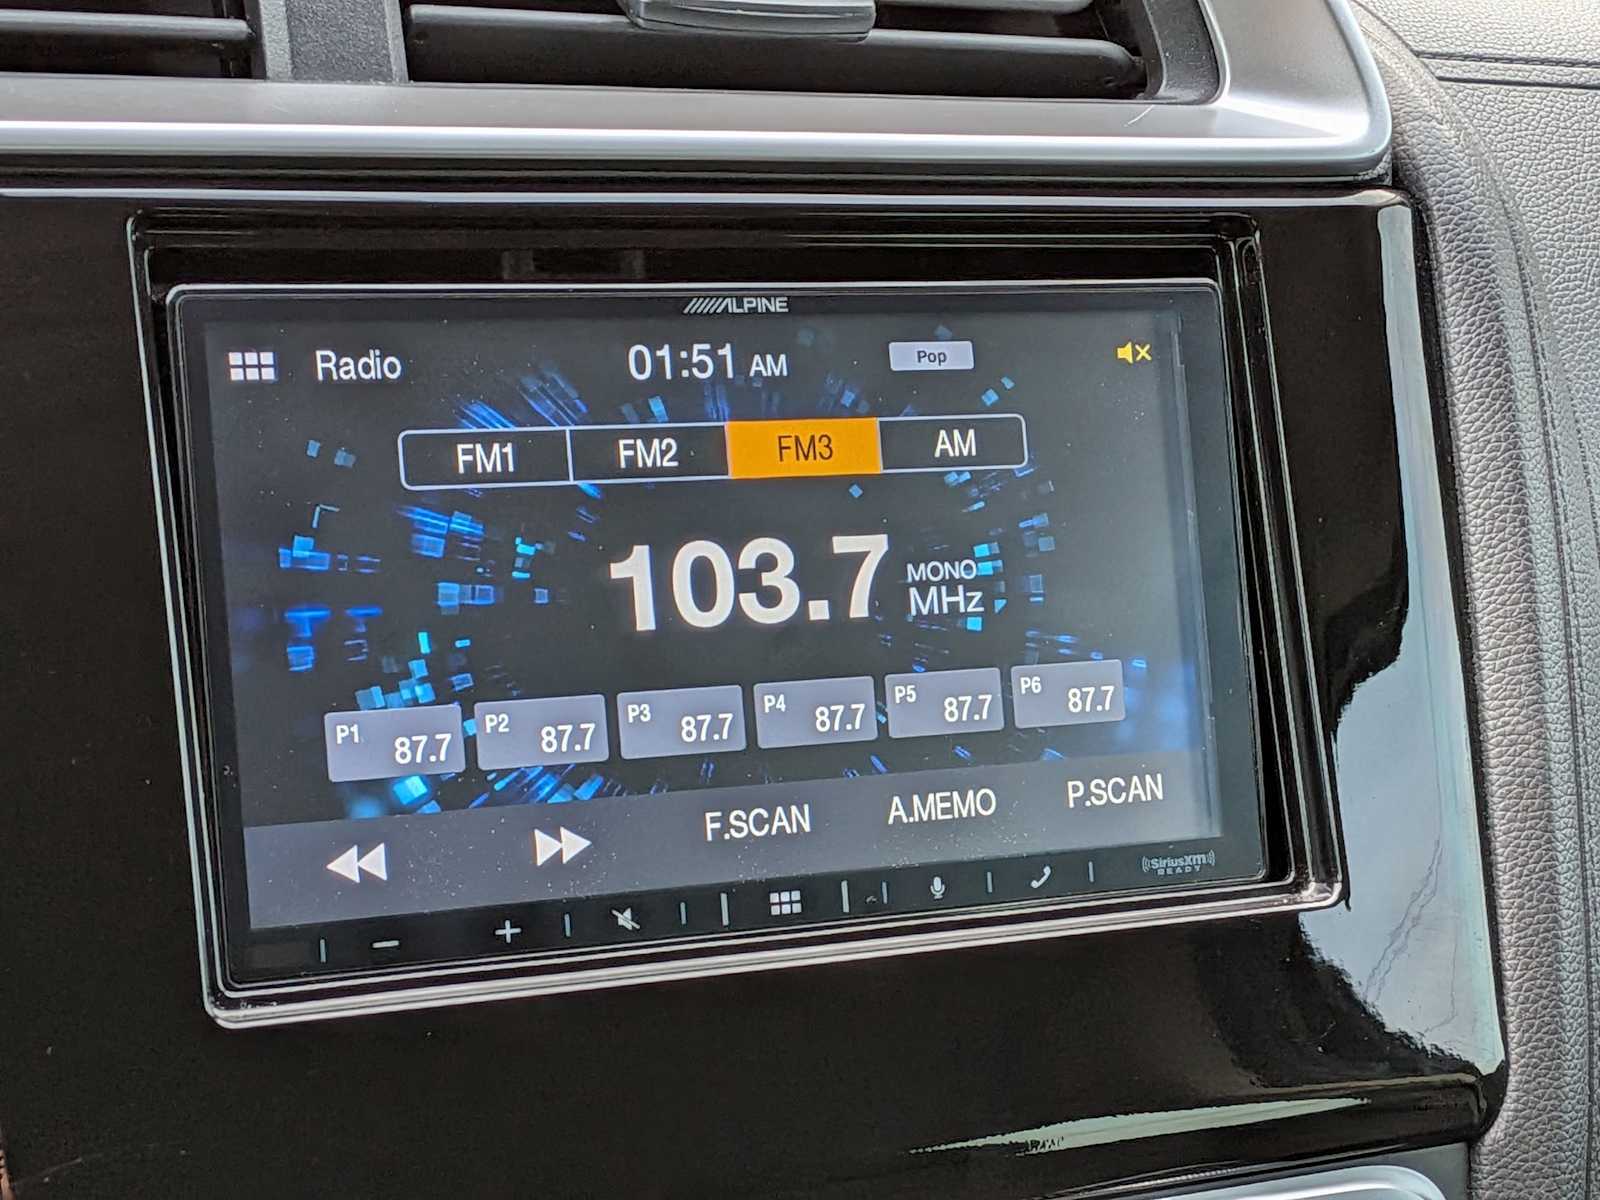 ALPINE
Radio 01:51 AM Pop
FM1 FM2 FM3 AM
103.7 MONO MHz
P1 87.7 P2 87.7 P3 87.7 P4 87.7 P5 87.7 P6 87.7
F.SCAN A.MEMO P.SCAN
SiriusXM
READY